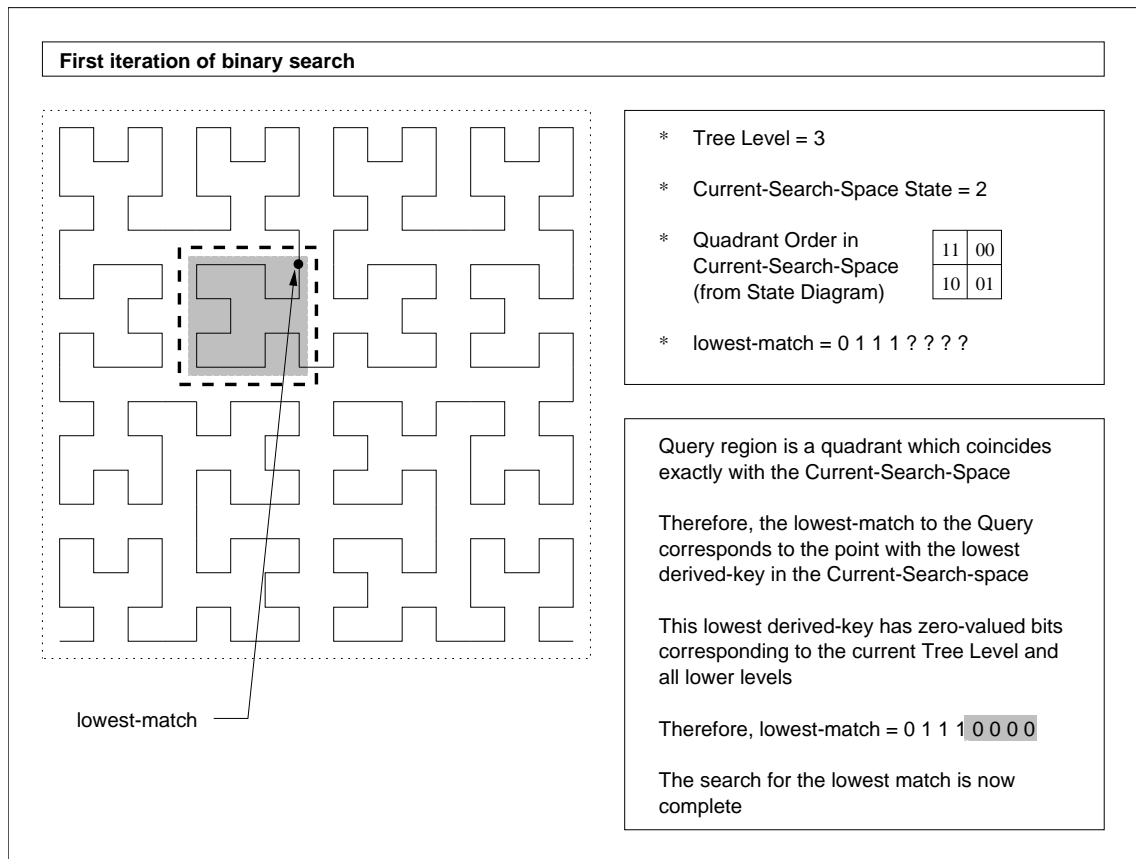 First iteration of binary search
* Tree Level = 3
* Current-Search-Space State = 2
* Quadrant Order in
Current-Search-Space
(from State Diagram)
11 00
10 01
* lowest-match = 0 1 1 1 ? ? ? ?
Query region is a quadrant which coincides
exactly with the Current-Search-Space
Therefore, the lowest-match to the Query
corresponds to the point with the lowest
derived-key in the Current-Search-space
This lowest derived-key has zero-valued bits
corresponding to the current Tree Level and
all lower levels
Therefore, lowest-match = 0 1 1 1 0 0 0 0
The search for the lowest match is now
complete
lowest-match